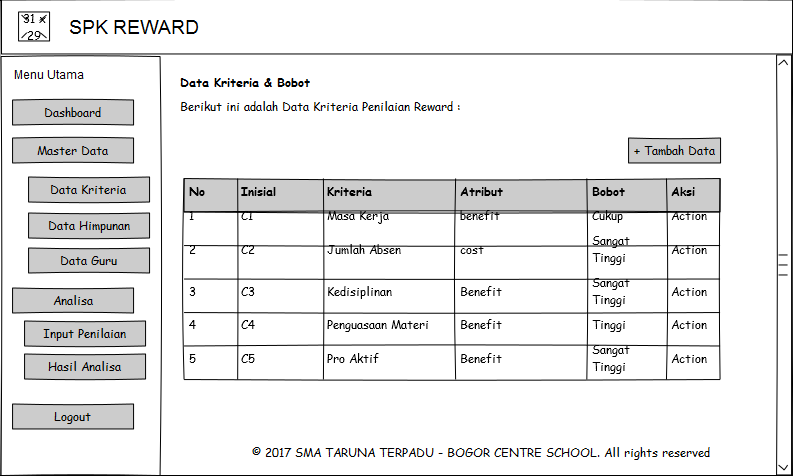 31 x
29
SPK REWARD
Menu Utama
Dashboard
Master Data
Data Kriteria
Data Himpunan
Data Guru
Analisa
Input Penilaian
Hasil Analisa
Logout
Data Kriteria & Bobot
Berikut ini adalah Data Kriteria Penilaian Reward :
+ Tambah Data
No Inisial Kriteria Atribut Bobot Aksi
1 C1 Masa Kerja benefit Cukup Action
2 C2 Jumlah Absen cost Sangat Tinggi Action
3 C3 Kedisiplinan Benefit Sangat Tinggi Action
4 C4 Penguasaan Materi Benefit Tinggi Action
5 C5 Pro Aktif Benefit Sangat Tinggi Action
© 2017 SMA TARUNA TERPADU - BOGOR CENTRE SCHOOL. All rights reserved